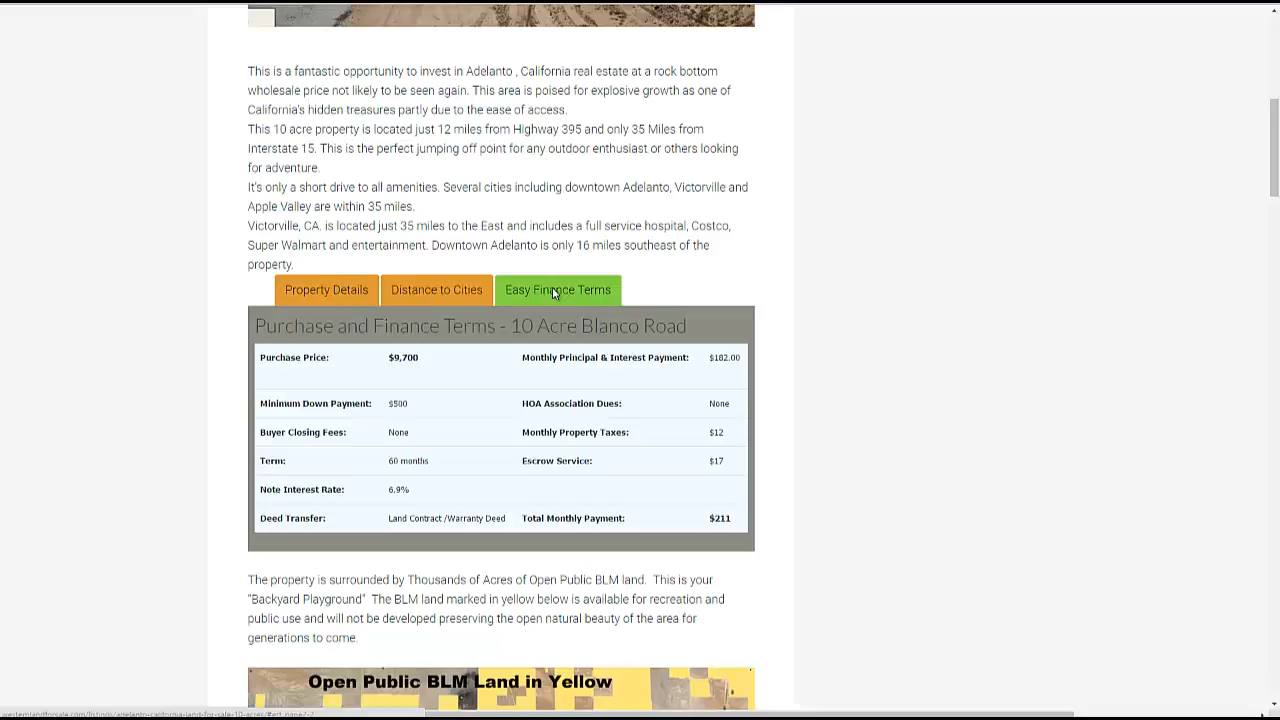 This is a fantastic opportunity to invest in Adelanto , California real estate at a rock bottom
wholesale price not likely to be seen again. This area is poised for explosive growth as one of
California's hidden treasures partly due to the ease of access.
This 10 acre property is located just 12 miles from Highway 395 and only 35 Miles from
Interstate 15. This is the perfect jumping off point for any outdoor enthusiast or others looking
for adventure.
It's only a short drive to all amenities. Several cities including downtown Adelanto, Victorville and
Apple Valley are within 35 miles.
Victorville, CA. is located just 35 miles to the East and includes a full service hospital, Costco,
Super Walmart and entertainment. Downtown Adelanto is only 16 miles southeast of the
property.
Property Details Distance to Cities Easy Finance Terms
Purchase and Finance Terms - 10 Acre Blanco Road
Purchase Price: $9,700 Monthly Principal & Interest Payment: $182.00
Minimum Down Payment: $500 HOA Association Dues: None
Buyer Closing Fees: None Monthly Property Taxes: $12
Term: 60 months Escrow Service: $17
Note Interest Rate: 6.9%
Deed Transfer: Land Contract /Warranty Deed Total Monthly Payment: $211
The property is surrounded by Thousands of Acres of Open Public BLM land. This is your
"Backyard Playground" The BLM land marked in yellow below is available for recreation and
public use and will not be developed preserving the open natural beauty of the area for
generations to come.
Open Public BLM Land in Yellow